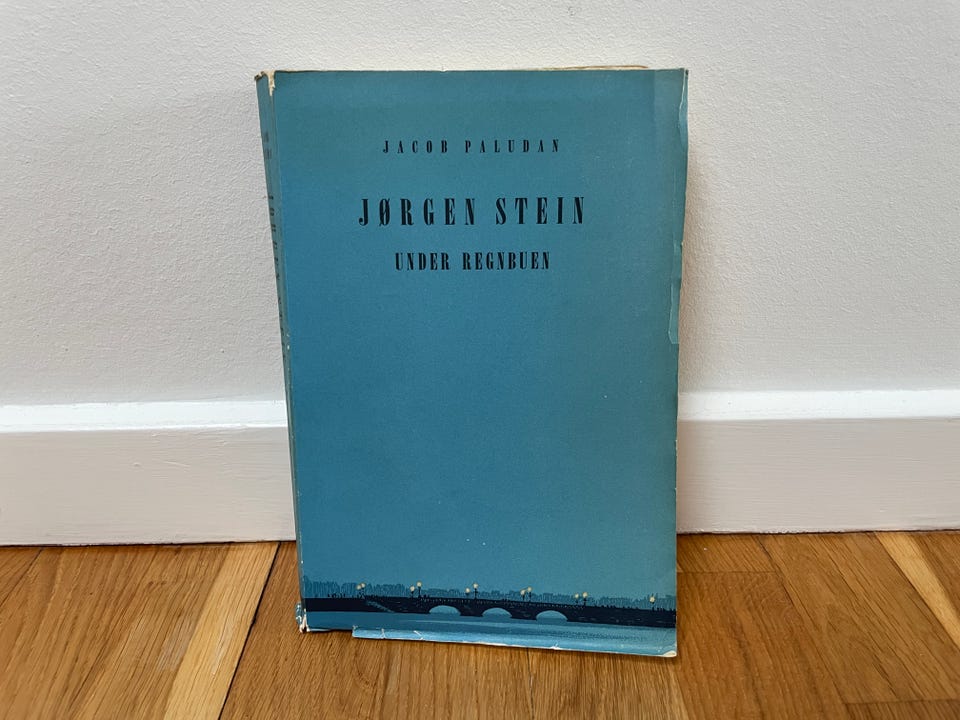 JACOB PALUDAN
JØRGEN STEIN
UNDER REGNBUEN